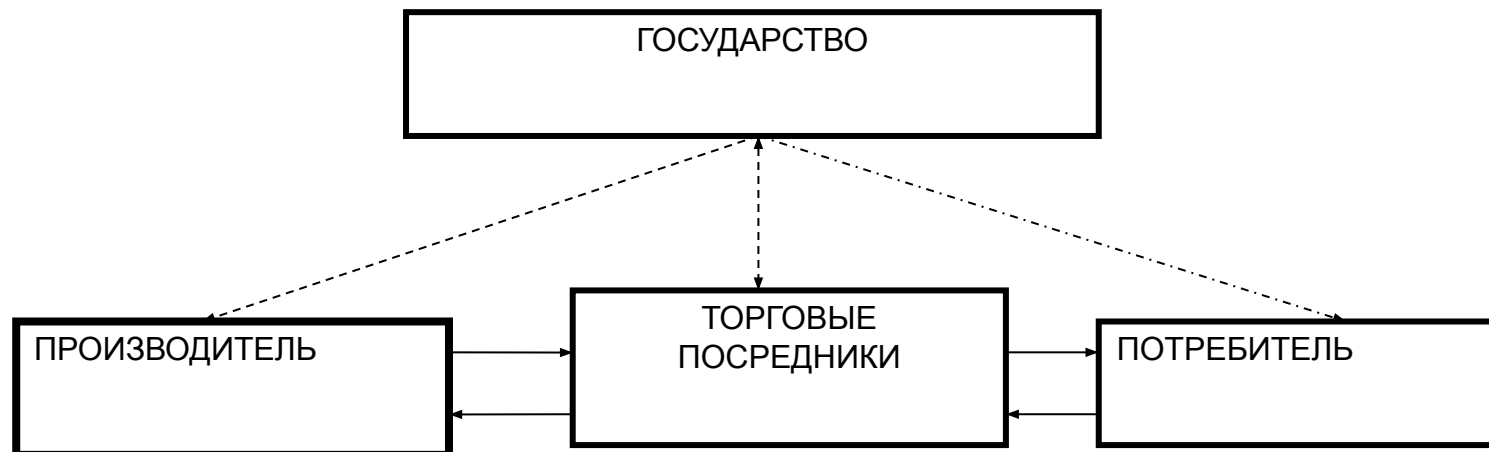 ГОСУДАРСТВО
ПРОИЗВОДИТЕЛЬ
ТОРГОВЫЕ
ПОСРЕДНИКИ
ПОТРЕБИТЕЛЬ